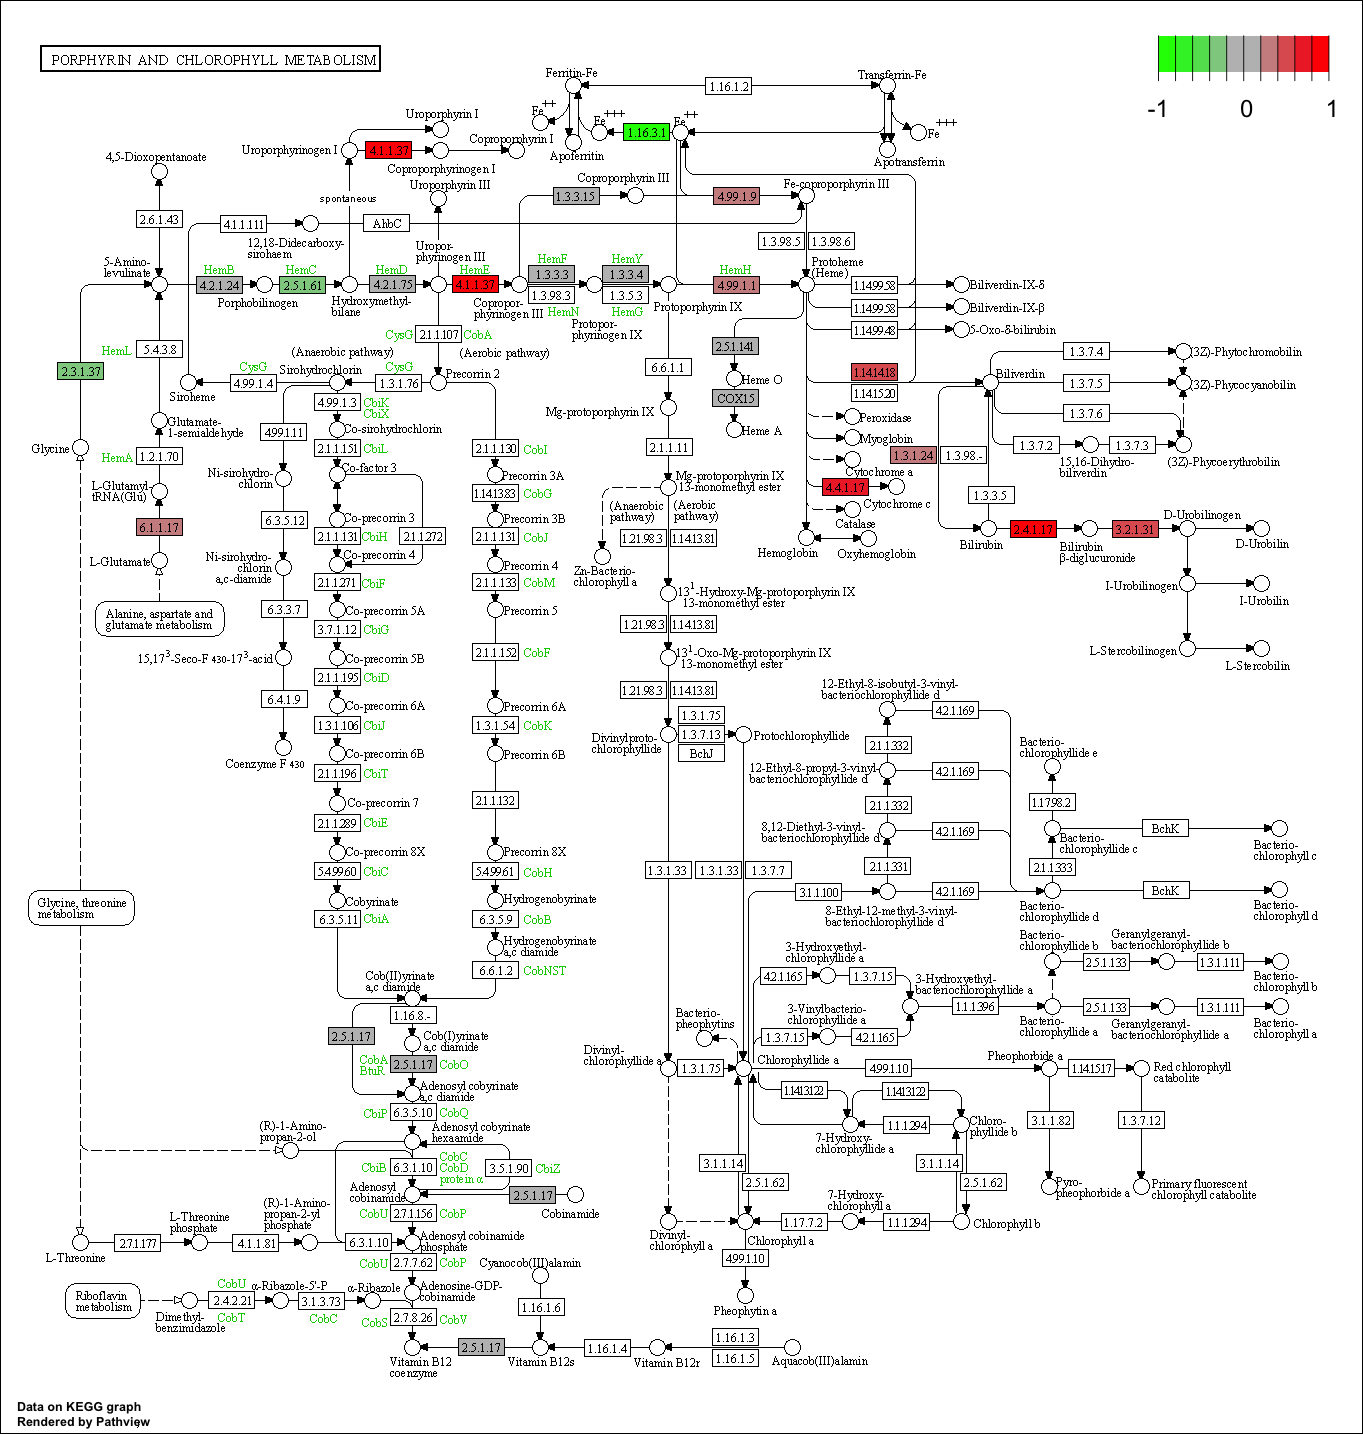 PORPHYRIN AND CHLOROPHYLL METABOLISM
-1 0 1
Ferritin-Fe
1.16.1.2
Transferrin-Fe
Fe++
Fe+++
1.16.3.1
Fe++
Fe+++
Apoferritin
Apotransferrin
Uroporphyrin I
Uroporphyrinogen I
4.1.1.37
Coproporphyrin I
Coproporphyrinogen I
4,5-Dioxopentanoate
spontaneous
Uroporphyrin III
Coproporphyrin III
1.3.3.15
4.99.1.9
Fe-coproporphyrin III
2.6.1.43
4.1.1.111
AhbC
12,18-Didecarboxy-
sirohaem
Uropor-
phyrinogen III
1.3.98.5
1.3.98.6
5-Amino-
levulinate
HemB
4.2.1.24
Porphobilinogen
HemC
2.5.1.61
Hydroxymethyl-
bilane
HemD
4.2.1.75
HemE
4.1.1.37
Copropor-
phyrinogen III
HemF
1.3.3.3
1.3.98.3
HemN
Protopor-
phyrinogen IX
HemY
1.3.3.4
1.3.5.3
HemG
Protoporphyrin IX
HemH
4.99.1.1
Protoheme
(Heme)
1.14.99.58
Biliverdin-IX-δ
1.14.99.58
Biliverdin-IX-β
1.14.99.48
5-Oxo-δ-bilirubin
CysG
2.1.1.107
CobA
HemL
5.4.3.8
2.3.1.37
(Anaerobic pathway)
(Aerobic pathway)
CysG
4.99.1.4
Siroheme
Sirohydrochlorin
CysG
1.3.1.76
Precorrin 2
2.5.1.141
Heme O
COX15
Heme A
6.6.1.1
Mg-protoporphyrin IX
2.1.1.11
Mg-protoporphyrin IX
13-monomethyl ester
1.14.14.18
1.14.15.20
Biliverdin
1.3.7.4
(3Z)-Phytochromobilin
1.3.7.5
(3Z)-Phycocyanobilin
1.3.7.6
1.3.7.2
1.3.7.3
15,16-Dihydro-
biliverdin
(3Z)-Phycoerythrobilin
Peroxidase
Myoglobin
Cytochrome a
4.4.1.17
Cytochrome c
Catalase
Hemoglobin
Oxyhemoglobin
1.3.1.24
1.3.98.-
1.3.3.5
Bilirubin
2.4.1.17
Bilirubin
β-diglucuronide
3.2.1.31
D-Urobilinogen
D-Urobilin
I-Urobilinogen
I-Urobilin
L-Stercobilinogen
L-Stercobilin
Glycine
Glutamate-
1-semialdehyde
HemA
1.2.1.70
L-Glutamyl-
tRNA(Glu)
6.1.1.17
L-Glutamate
Alanine, aspartate and
glutamate metabolism
4.99.1.11
Ni-sirohydro-
chlorin
6.3.5.12
Ni-sirohydro-
chlorin
a,c-diamide
6.3.3.7
15,17³-Seco-F 430-17³-acid
6.4.1.9
Coenzyme F 430
4.99.1.3
CbiK
CbiX
Co-sirohydrochlorin
2.1.1.151
CbiL
Co-factor 3
Co-precorrin 3
2.1.1.131
CbiH
2.1.1.272
Co-precorrin 4
2.1.1.271
CbiF
Co-precorrin 5A
3.7.1.12
CbiG
Co-precorrin 5B
2.1.1.195
CbiD
Co-precorrin 6A
1.3.1.106
CbiJ
Co-precorrin 6B
2.1.1.196
CbiT
Co-precorrin 7
2.1.1.289
CbiE
Co-precorrin 8X
5.4.99.60
CbiC
Cobyrinate
6.3.5.11
CbiA
2.1.1.130
CobI
Precorrin 3A
1.14.13.83
CobG
Precorrin 3B
2.1.1.131
CobJ
Precorrin 4
2.1.1.133
CobM
Precorrin 5
2.1.1.152
CobF
Precorrin 6A
1.3.1.54
CobK
Precorrin 6B
2.1.1.132
Precorrin 8X
5.4.99.61
CobH
Hydrogenobyrinate
6.3.5.9
CobB
Hydrogenobyrinate
a,c diamide
6.6.1.2
CobNST
(Anaerobic
pathway)
(Aerobic
pathway)
1.21.98.3
1.14.13.81
Zn-Bacterio-
chlorophyll a
13¹-Hydroxy-Mg-protoporphyrin IX
13-monomethyl ester
1.21.98.3
1.14.13.81
13¹-Oxo-Mg-protoporphyrin IX
13-monomethyl ester
1.21.98.3
1.14.13.81
1.3.1.75
1.3.7.13
BchJ
Divinylproto-
chlorophyllide
Protochlorophyllide
1.3.1.33
1.3.1.33
1.3.7.7
12-Ethyl-8-isobutyl-3-vinyl-
bacteriochlorophyllide d
4.2.1.169
2.1.1.332
12-Ethyl-8-propyl-3-vinyl-
bacteriochlorophyllide d
4.2.1.169
2.1.1.332
8,12-Diethyl-3-vinyl-
bacteriochlorophyllide d
4.2.1.169
2.1.1.331
3.1.1.100
4.2.1.169
8-Ethyl-12-methyl-3-vinyl-
bacteriochlorophyllide d
Bacterio-
chlorophyllide e
1.17.98.2
Bacterio-
chlorophyllide c
BchK
Bacterio-
chlorophyll c
2.1.1.333
Bacterio-
chlorophyllide d
BchK
Bacterio-
chlorophyll d
Glycine, threonine
metabolism
Cob(II)yrinate
a,c diamide
1.16.8.-
2.5.1.17
Cob(I)yrinate
a,c diamide
CobA
BtuR
2.5.1.17
CobO
Adenosyl cobyrinate
a,c diamide
CbiP
6.3.5.10
CobQ
Adenosyl cobyrinate
hexaamide
(R)-1-Amino-
propan-2-ol
CbiB
6.3.1.10
CobC
CobD
protein α
3.5.1.90
CbiZ
Adenosyl
cobinamide
2.5.1.17
Cobinamide
CobU
2.7.1.156
CobP
L-Threonine
2.7.1.177
L-Threonine
phosphate
4.1.1.81
(R)-1-Amino-
propan-2-yl
phosphate
6.3.1.10
Adenosyl cobinamide
phosphate
CobU
2.7.7.62
CobP
Adenosine-GDP-
cobinamide
Riboflavin
metabolism
Dimethyl-
benzimidazole
CobU
2.4.2.21
CobT
α-Ribazole-5'-P
3.1.3.73
CobC
α-Ribazole
CobS
2.7.8.26
CobV
Vitamin B12
coenzyme
2.5.1.17
Cyanocob(III)alamin
1.16.1.6
Vitamin B12s
1.16.1.4
Vitamin B12r
1.16.1.3
1.16.1.5
Aquacob(III)alamin
3-Hydroxyethyl-
chlorophyllide a
4.2.1.165
1.3.7.15
3-Vinylbacterio-
chlorophyllide a
1.3.7.15
4.2.1.165
3-Hydroxyethyl-
bacteriochlorophyllide a
1.1.1.396
Bacterio-
chlorophyllide b
2.5.1.133
Geranylgeranyl-
bacteriochlorophyllide b
1.3.1.111
Bacterio-
chlorophyll b
Bacterio-
chlorophyllide a
2.5.1.133
Geranylgeranyl-
bacteriochlorophyllide a
1.3.1.111
Bacterio-
chlorophyll a
Bacterio-
pheophytins
Divinyl-
chlorophyllide a
1.3.1.75
Chlorophyllide a
4.99.1.10
Pheophorbide a
1.14.15.17
Red chlorophyll
catabolite
1.14.13.122
1.14.13.122
7-Hydroxy-
chlorophyllide a
1.1.1.294
Chloro-
phyllide b
3.1.1.82
1.3.7.12
Pyro-
pheophorbide a
Primary fluorescent
chlorophyll catabolite
3.1.1.14
2.5.1.62
3.1.1.14
2.5.1.62
Divinyl-
chlorophyll a
Chlorophyll a
1.17.7.2
7-Hydroxy-
chlorophyll a
1.1.1.294
Chlorophyll b
4.99.1.10
Pheophytin a
Data on KEGG graph
Rendered by Pathview